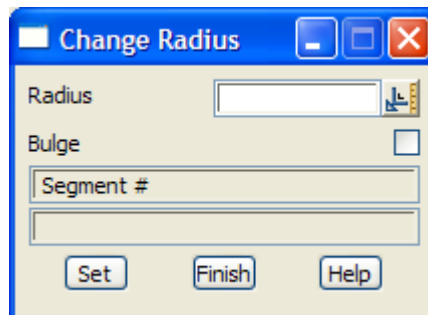 Change Radius
Radius
Bulge
Segment #
Set Finish Help